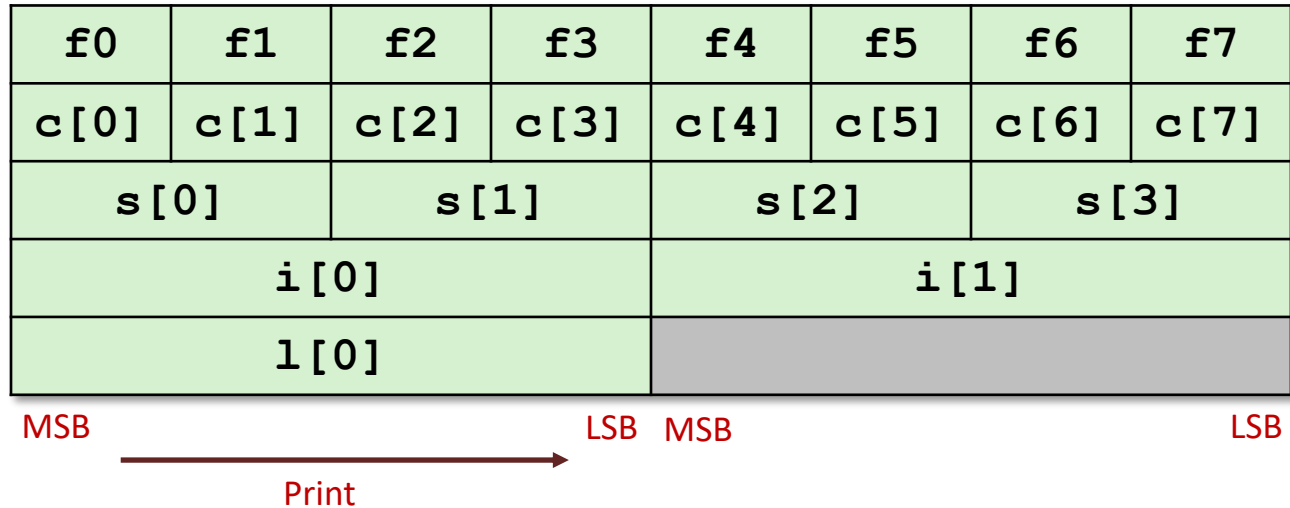 f0 f1 f2 f3 f4 f5 f6 f7
c[0] c[1] c[2] c[3] c[4] c[5] c[6] c[7]
s[0] s[1] s[2] s[3]
i[0] i[1]
l[0]
MSB LSB MSB LSB
Print